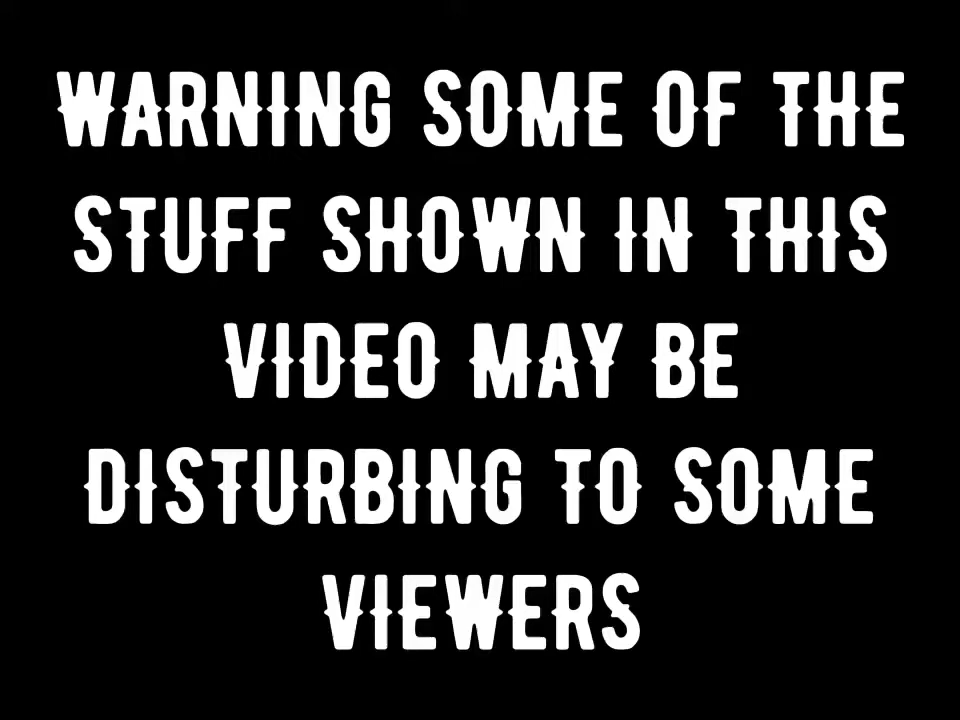 WARNING SOME OF THE
STUFF SHOWN IN THIS
VIDEO MAY BE
DISTURBING TO SOME
VIEWERS